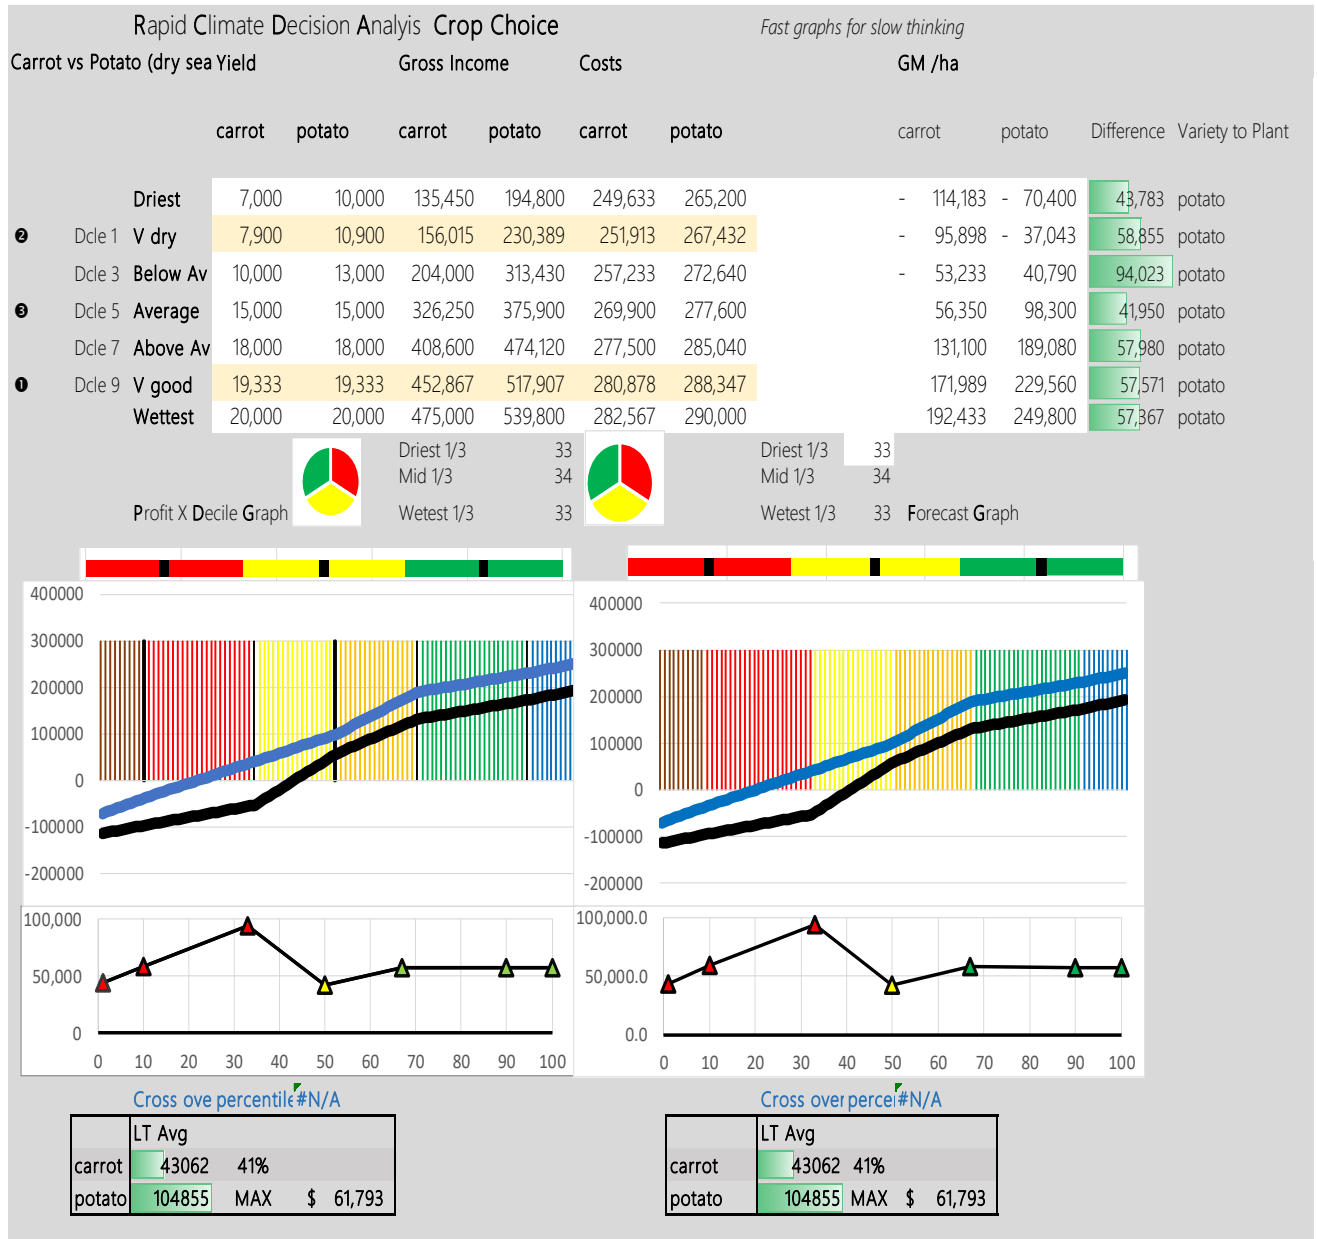 Rapid Climate Decision Analyis Crop Choice Fast graphs for slow thinking
Carrot vs Potato (dry sea Yield Gross Income Costs GM /ha
carrot potato carrot potato carrot potato carrot potato Difference Variety to Plant
Driest 7,000 10,000 135,450 194,800 249,633 265,200 - 114,183 - 70,400 43,783 potato
❷ Dcle 1 V dry 7,900 10,900 156,015 230,389 251,913 267,432 - 95,898 - 37,043 58,855 potato
Dcle 3 Below Av 10,000 13,000 204,000 313,430 257,233 272,640 - 53,233 40,790 94,023 potato
❸ Dcle 5 Average 15,000 15,000 326,250 375,900 269,900 277,600 56,350 98,300 41,950 potato
Dcle 7 Above Av 18,000 18,000 408,600 474,120 277,500 285,040 131,100 189,080 57,980 potato
❶ Dcle 9 V good 19,333 19,333 452,867 517,907 280,878 288,347 171,989 229,560 57,571 potato
Wettest 20,000 20,000 475,000 539,800 282,567 290,000 192,433 249,800 57,367 potato
Driest 1/3 33 Driest 1/3 33
Mid 1/3 34 Mid 1/3 34
Profit X Decile Graph Wetest 1/3 33 Wetest 1/3 33 Forecast Graph
400000 400000
300000 300000
200000 200000
100000 100000
0 0
-100000 -100000
-200000 -200000
100,000 100,000.0
50,000 50,000.0
0 0.0
0 10 20 30 40 50 60 70 80 90 100 0 10 20 30 40 50 60 70 80 90 100
Cross ove percentile #N/A Cross over percei #N/A
LT Avg LT Avg
carrot 43062 41% carrot 43062 41%
potato 104855 MAX $ 61,793 potato 104855 MAX $ 61,793